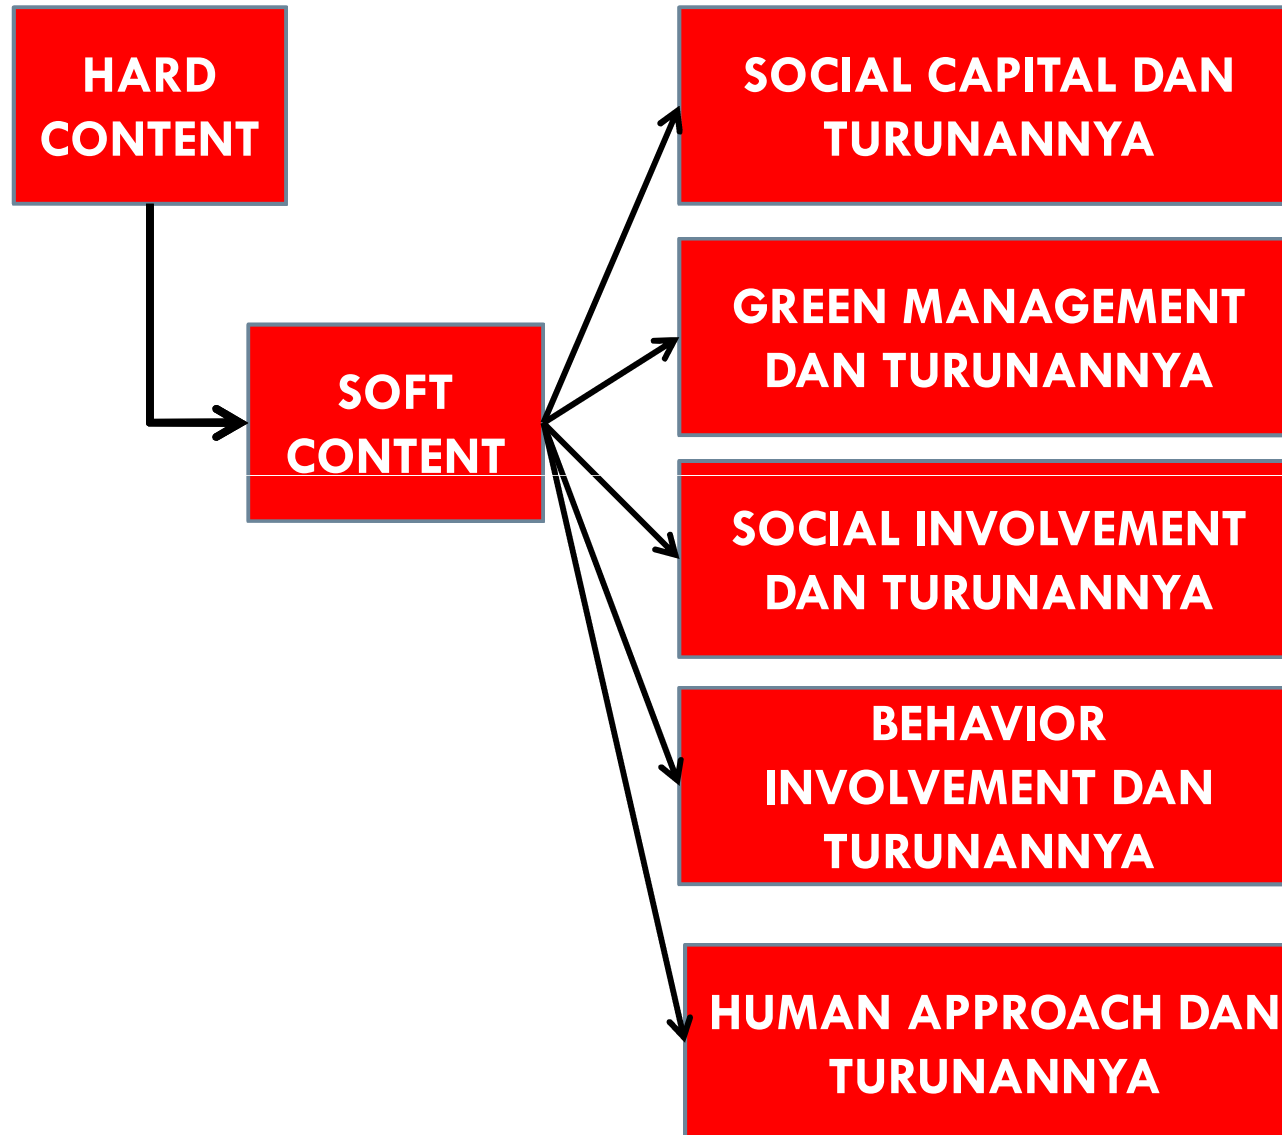 HARD
CONTENT
SOFT
CONTENT
SOCIAL CAPITAL DAN
TURUNANNYA
GREEN MANAGEMENT
DAN TURUNANNYA
SOCIAL INVOLVEMENT
DAN TURUNANNYA
BEHAVIOR
INVOLVEMENT DAN
TURUNANNYA
HUMAN APPROACH DAN
TURUNANNYA